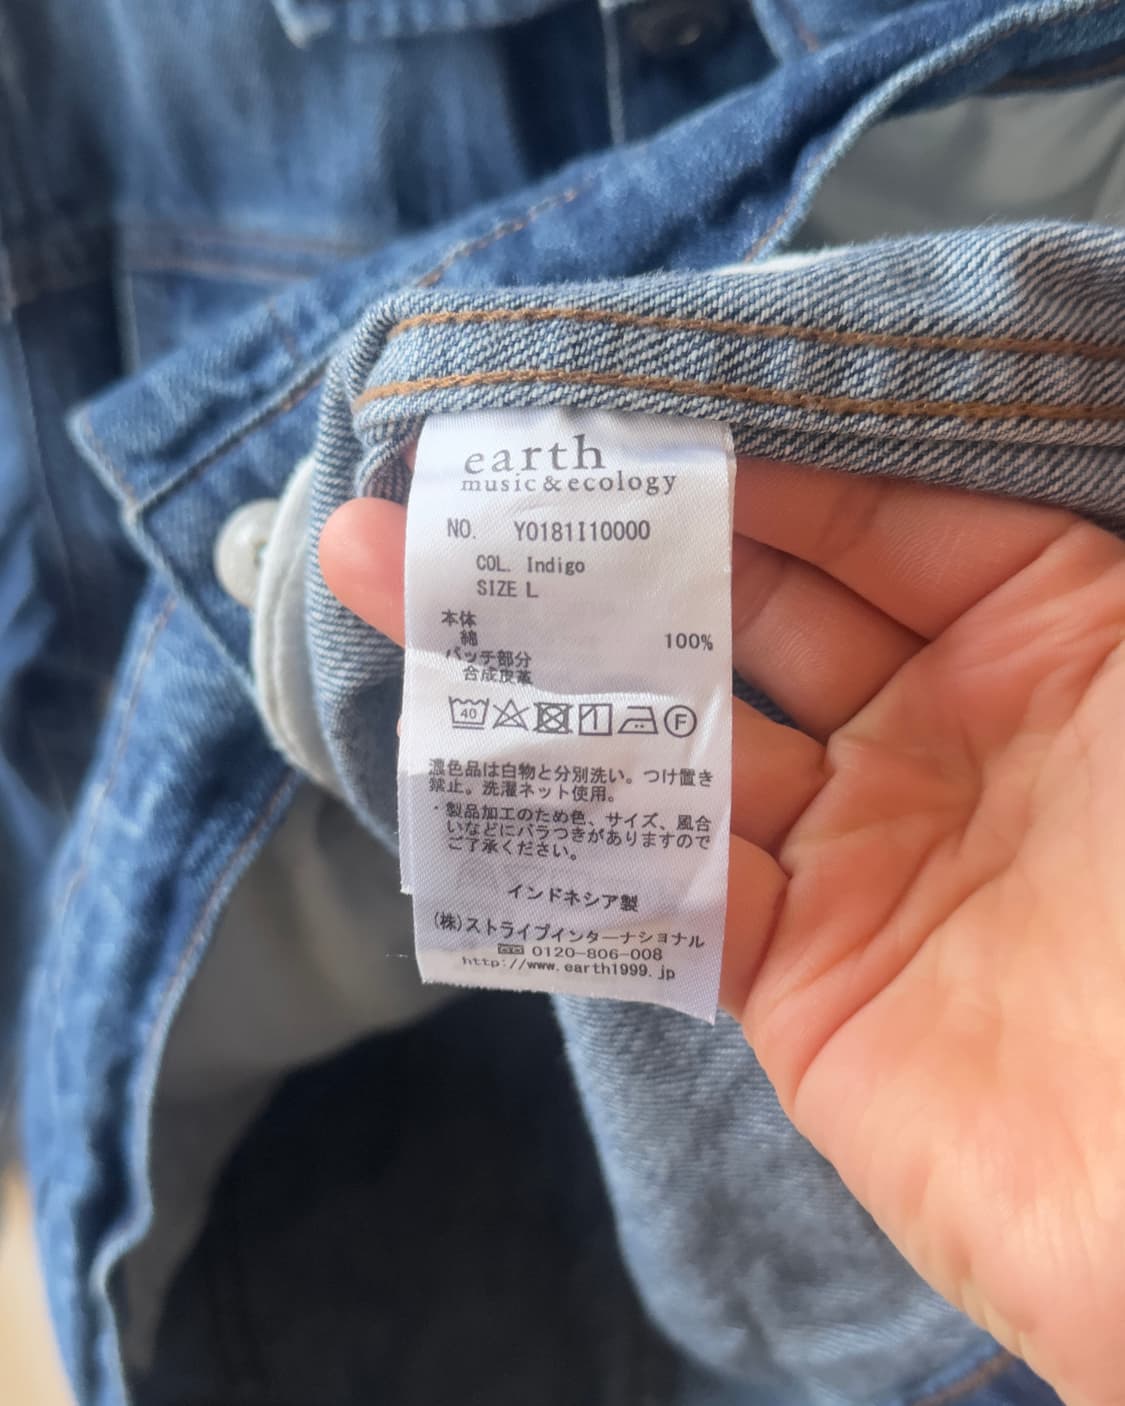 earth
music & ecology
NO. Y0181I10000
COL. Indigo
SIZE L
本体
綿 100%
パッチ部分
合成皮革
40
F
濃色品は白物と分別洗い。つけ置き
禁止。洗濯ネット使用。
・製品加工のため色、サイズ、風合
いなどにバラつきがありますので
ご了承ください。
インドネシア製
(株)ストライプインターナショナル
0120-806-008
http://www.earth1999.jp